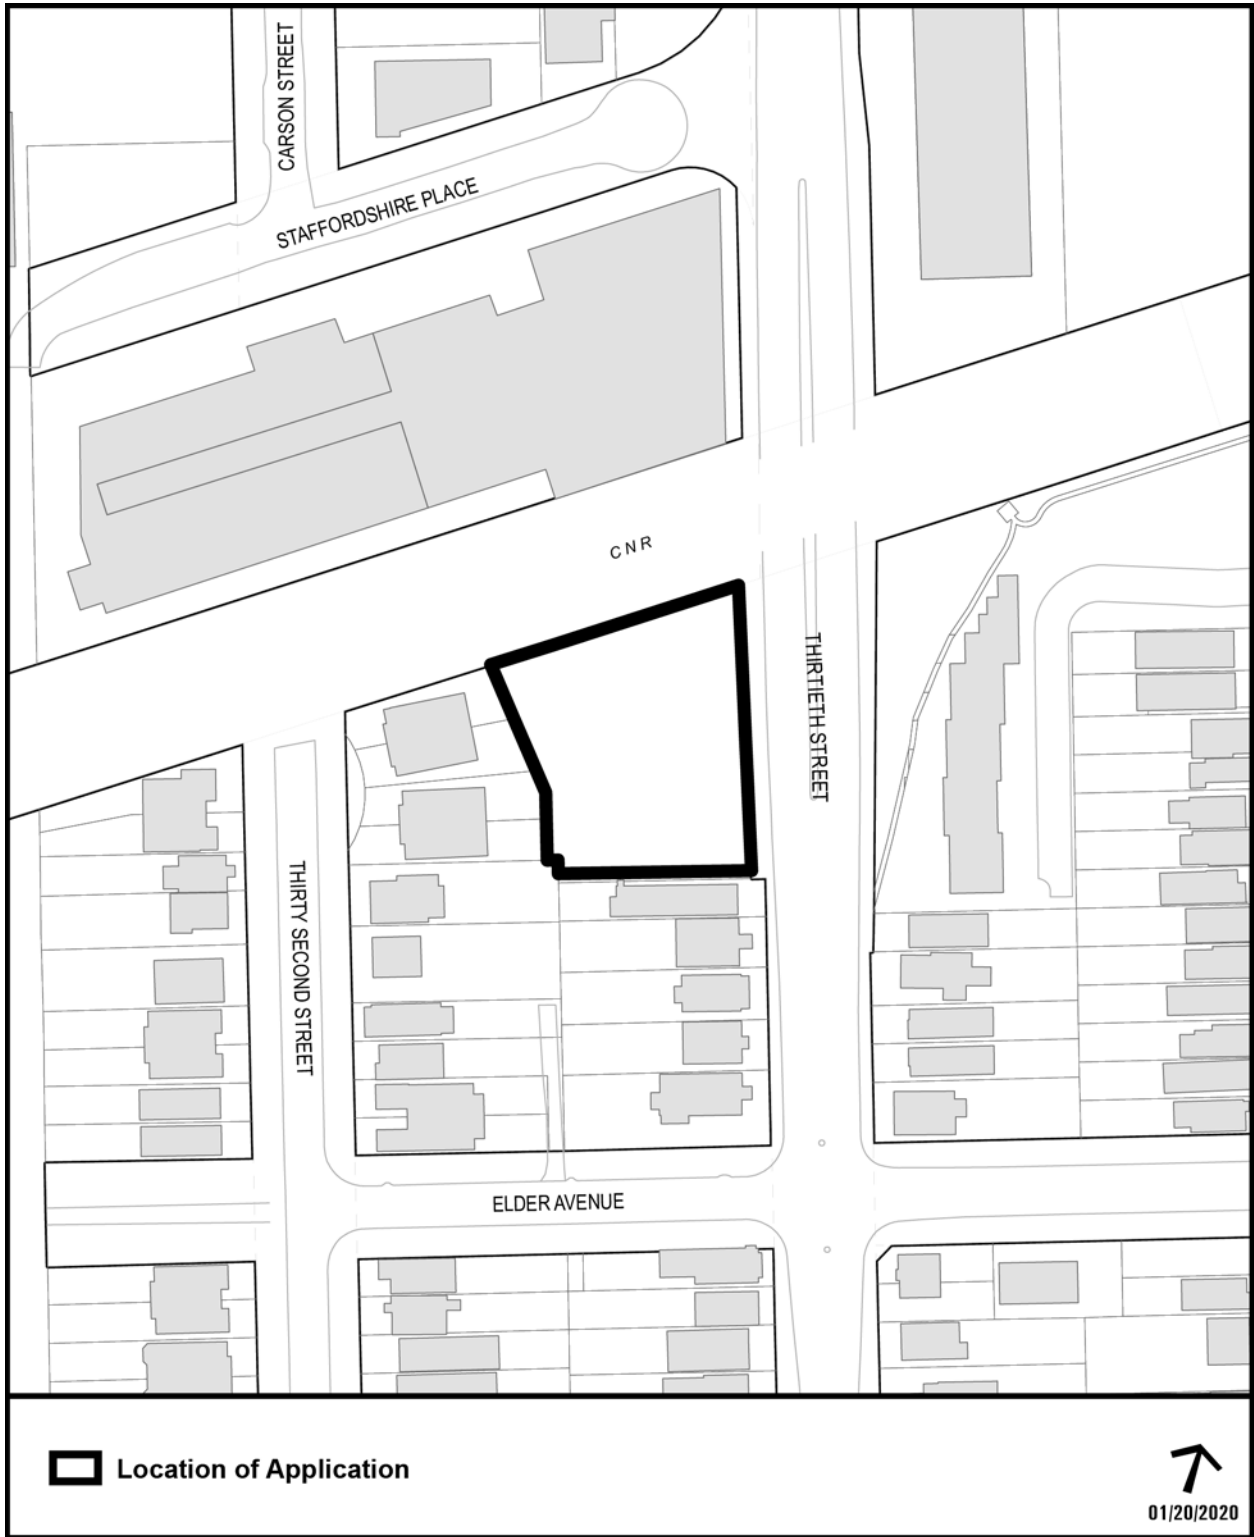 CARSON STREET
STAFFORDSHIRE PLACE
CNR
THIRTIETH STREET
THIRTY SECOND STREET
ELDER AVENUE
Location of Application
01/20/2020